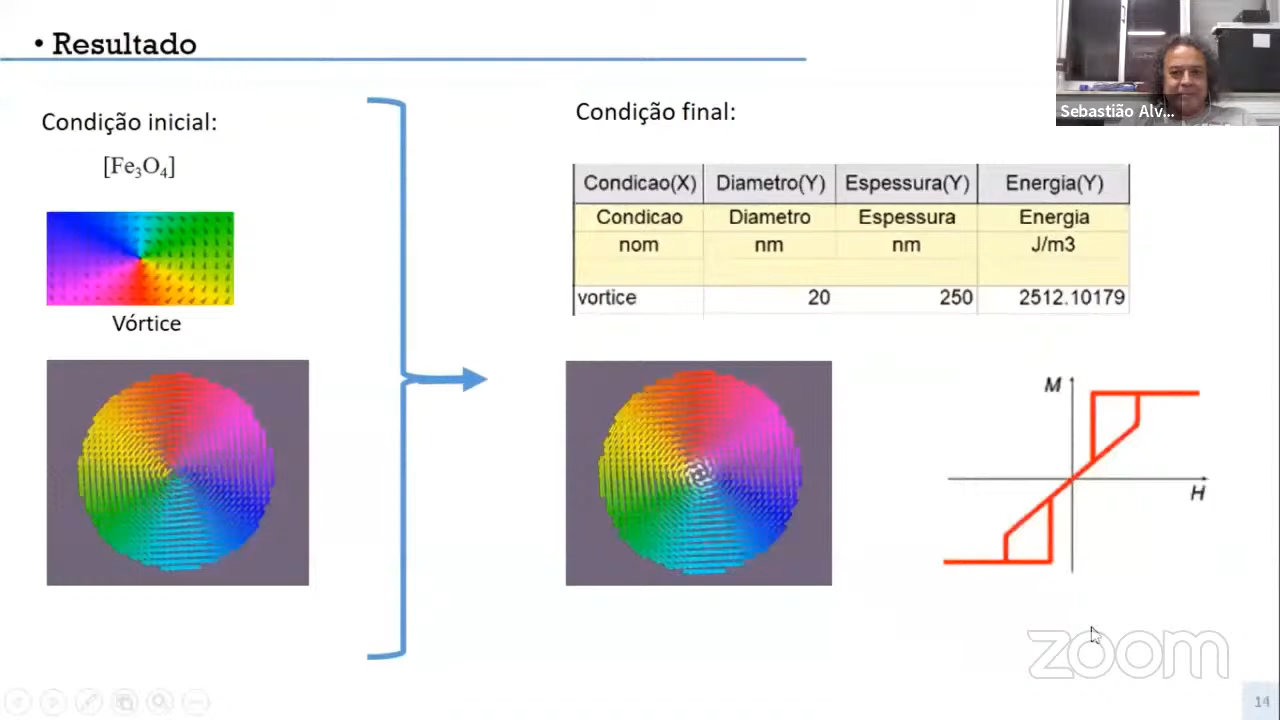 • Resultado
Sebastião Alv...
Condição inicial:
[Fe₃O₄]
Vórtice
Condição final:
Condicao(X) Diametro(Y) Espessura(Y) Energia(Y)
Condicao Diametro Espessura Energia
nom nm nm J/m3
vortice 20 250 2512.10179
M
H
zoom
14